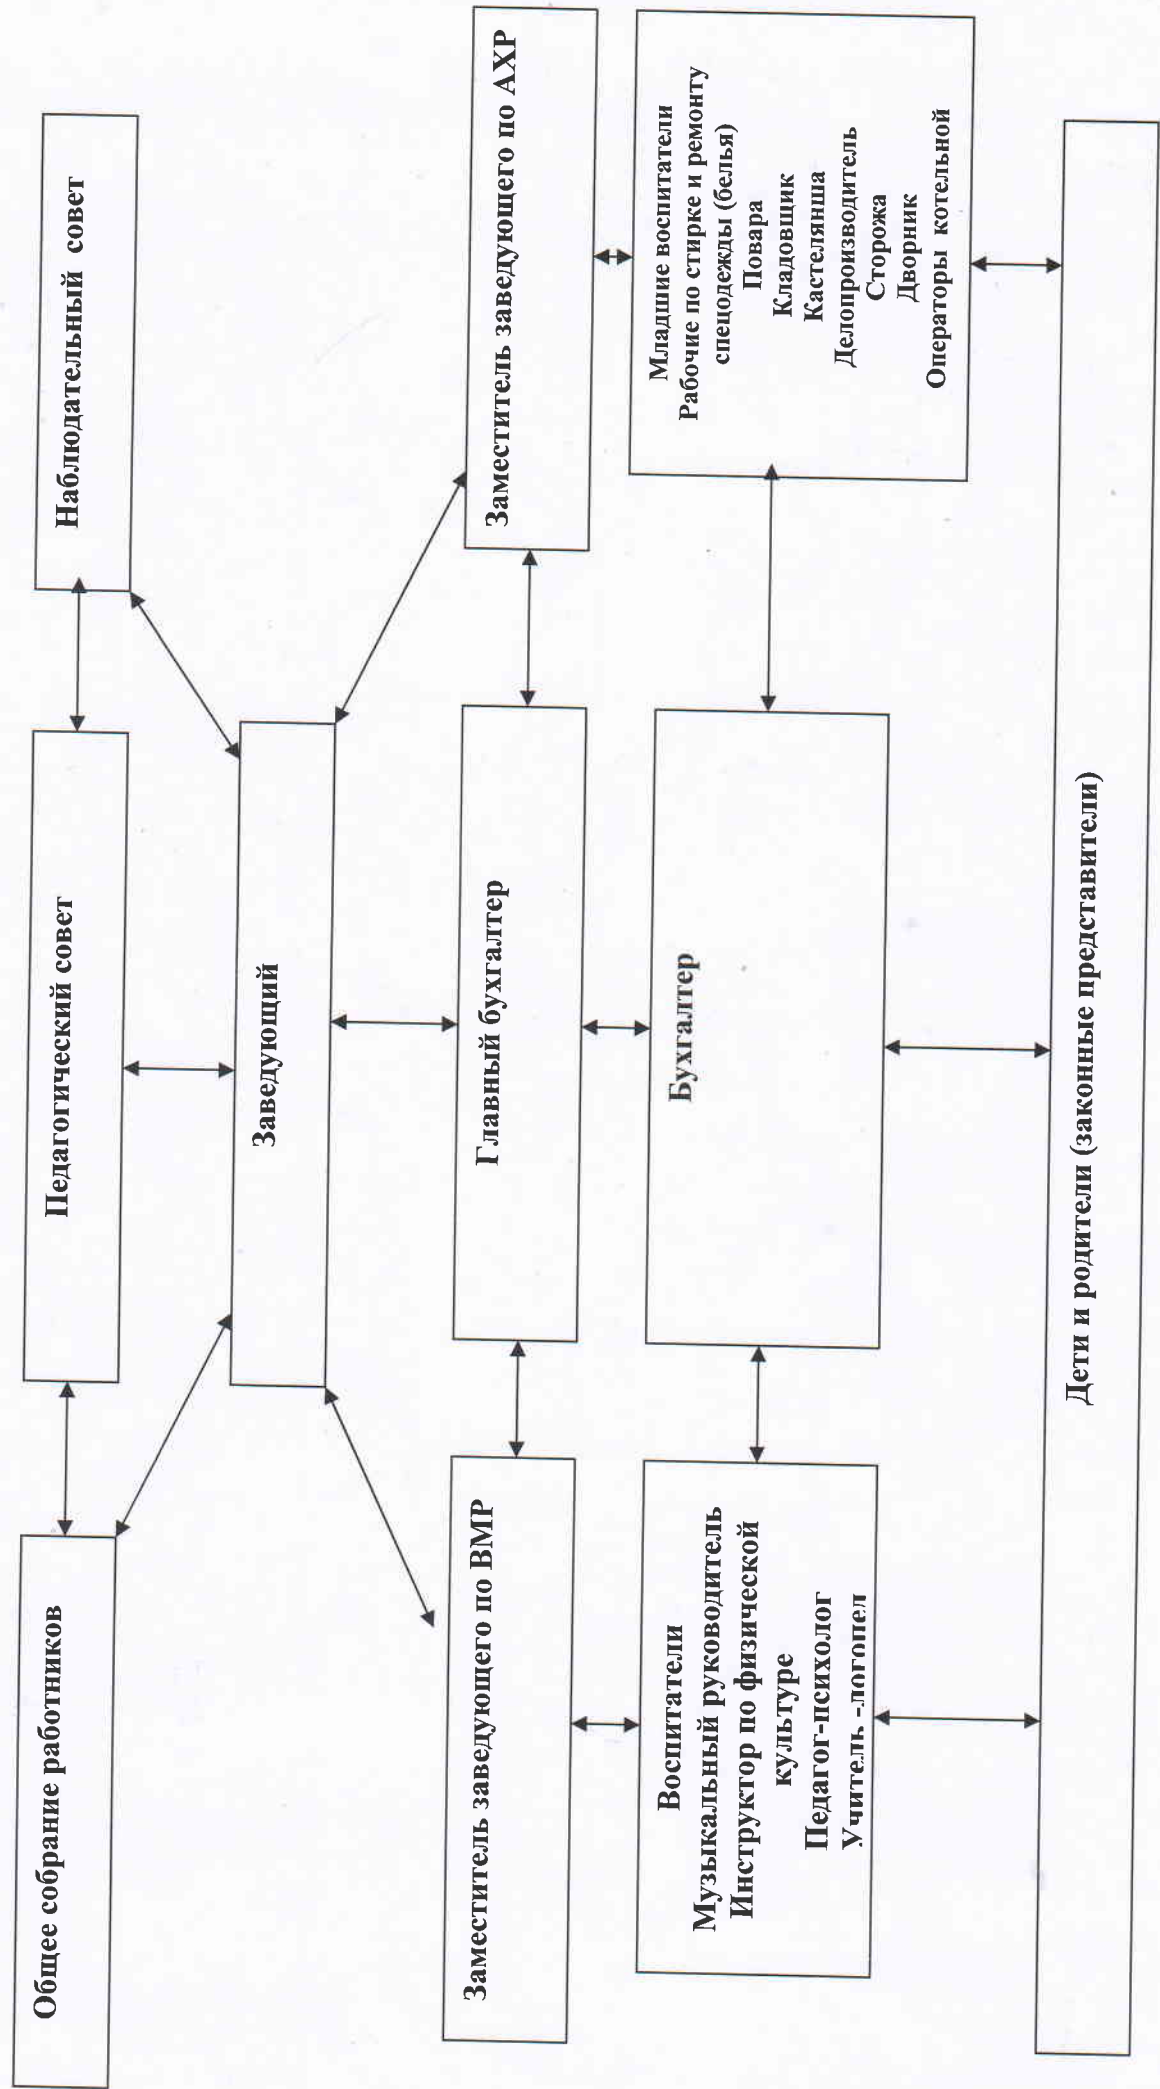 Общее собрание работников
Педагогический совет
Наблюдательный совет
Заведующий
Заместитель заведующего по ВМР
Главный бухгалтер
Заместитель заведующего по АХР
Воспитатели
Музыкальный руководитель
Инструктор по физической
культуре
Педагог-психолог
Учитель -логопед
Бухгалтер
Младшие воспитатели
Рабочие по стирке и ремонту
спецодежды (белья)
Повара
Кладовщик
Кастелянша
Делопроизводитель
Сторожа
Дворник
Операторы котельной
Дети и родители (законные представители)